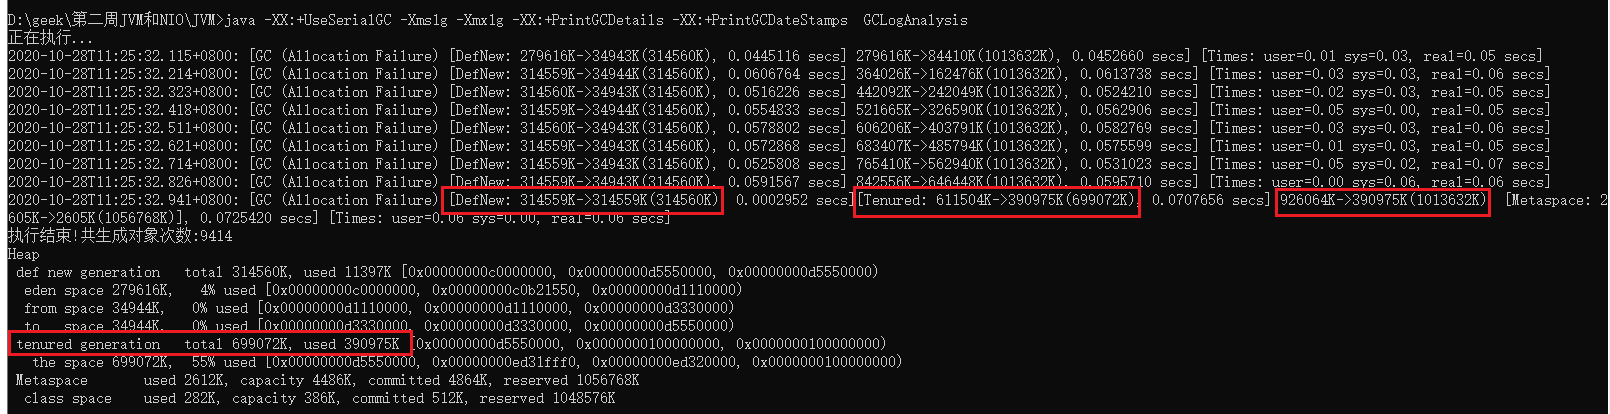 D:\geek\第二周JVM和NIO\JVM>java -XX:+UseSerialGC -Xms1g -Xmx1g -XX:+PrintGCDetails -XX:+PrintGCDateStamps  GCLogAnalysis
正在执行...
2020-10-28T11:25:32.115+0800: [GC (Allocation Failure) [DefNew: 279616K->34943K(314560K), 0.0445116 secs] 279616K->84410K(1013632K), 0.0452660 secs] [Times: user=0.01 sys=0.03, real=0.05 secs]
2020-10-28T11:25:32.214+0800: [GC (Allocation Failure) [DefNew: 314559K->34944K(314560K), 0.0606764 secs] 364026K->162476K(1013632K), 0.0613738 secs] [Times: user=0.03 sys=0.03, real=0.06 secs]
2020-10-28T11:25:32.323+0800: [GC (Allocation Failure) [DefNew: 314560K->34943K(314560K), 0.0516226 secs] 442092K->242049K(1013632K), 0.0524210 secs] [Times: user=0.02 sys=0.03, real=0.05 secs]
2020-10-28T11:25:32.418+0800: [GC (Allocation Failure) [DefNew: 314559K->34944K(314560K), 0.0554833 secs] 521665K->326590K(1013632K), 0.0562906 secs] [Times: user=0.05 sys=0.00, real=0.05 secs]
2020-10-28T11:25:32.511+0800: [GC (Allocation Failure) [DefNew: 314560K->34943K(314560K), 0.0578802 secs] 606206K->403791K(1013632K), 0.0582769 secs] [Times: user=0.03 sys=0.03, real=0.06 secs]
2020-10-28T11:25:32.621+0800: [GC (Allocation Failure) [DefNew: 314559K->34943K(314560K), 0.0572868 secs] 683407K->485794K(1013632K), 0.0575599 secs] [Times: user=0.01 sys=0.03, real=0.05 secs]
2020-10-28T11:25:32.714+0800: [GC (Allocation Failure) [DefNew: 314559K->34943K(314560K), 0.0525808 secs] 765410K->562940K(1013632K), 0.0531023 secs] [Times: user=0.05 sys=0.02, real=0.07 secs]
2020-10-28T11:25:32.826+0800: [GC (Allocation Failure) [DefNew: 314559K->34943K(314560K), 0.0591567 secs] 842556K->646448K(1013632K), 0.0595710 secs] [Times: user=0.00 sys=0.06, real=0.06 secs]
2020-10-28T11:25:32.941+0800: [GC (Allocation Failure) [DefNew: 314559K->314559K(314560K), 0.0002952 secs][Tenured: 611504K->390975K(699072K), 0.0707656 secs] 926064K->390975K(1013632K), [Metaspace: 2
605K->2605K(1056768K)], 0.0725420 secs] [Times: user=0.06 sys=0.00, real=0.06 secs]
执行结束!共生成对象次数:9414
Heap
 def new generation   total 314560K, used 11397K [0x00000000c0000000, 0x00000000d5550000, 0x00000000d5550000)
  eden space 279616K,   4% used [0x00000000c0000000, 0x00000000c0b21550, 0x00000000d1110000)
  from space 34944K,   0% used [0x00000000d1110000, 0x00000000d1110000, 0x00000000d3330000)
  to   space 34944K,   0% used [0x00000000d3330000, 0x00000000d3330000, 0x00000000d5550000)
 tenured generation   total 699072K, used 390975K [0x00000000d5550000, 0x0000000100000000, 0x0000000100000000)
   the space 699072K,  55% used [0x00000000d5550000, 0x00000000ed31fff0, 0x00000000ed320000, 0x0000000100000000)
 Metaspace       used 2612K, capacity 4486K, committed 4864K, reserved 1056768K
  class space    used 282K, capacity 386K, committed 512K, reserved 1048576K